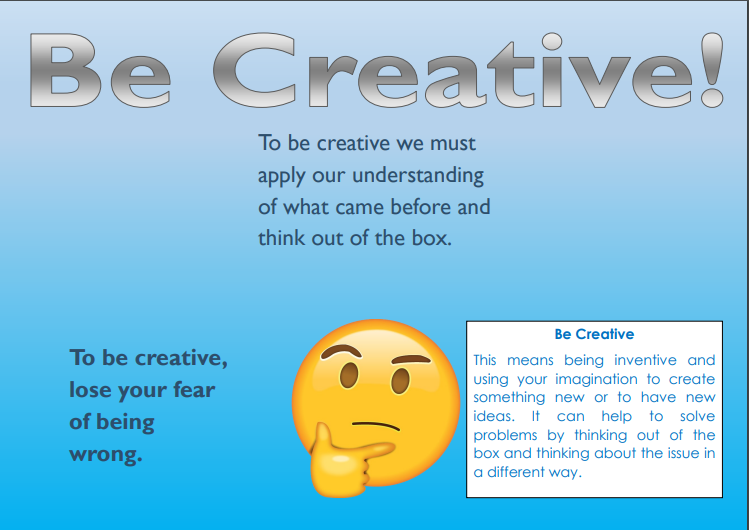 Be Creative!
To be creative we must
apply our understanding
of what came before and
think out of the box.
To be creative,
lose your fear
of being
wrong.
Be Creative
This means being inventive and
using your imagination to create
something new or to have new
ideas. It can help to solve
problems by thinking out of the
box and thinking about the issue in
a different way.